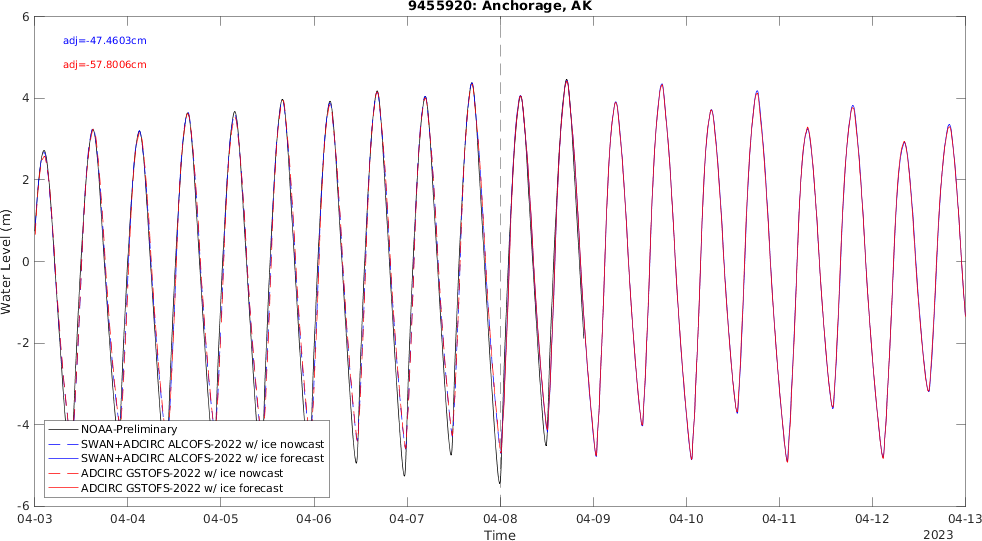 9455920: Anchorage, AK
adj=-47.4603cm
adj=-57.8006cm
6
4
2
0
-2
-4
-6
Water Level (m)
NOAA-Preliminary
SWAN+ADCIRC ALCOFS-2022 w/ ice nowcast
SWAN+ADCIRC ALCOFS-2022 w/ ice forecast
ADCIRC GSTOFS-2022 w/ ice nowcast
ADCIRC GSTOFS-2022 w/ ice forecast
04-03 04-04 04-05 04-06 04-07 04-08 04-09 04-10 04-11 04-12 04-13
Time
2023